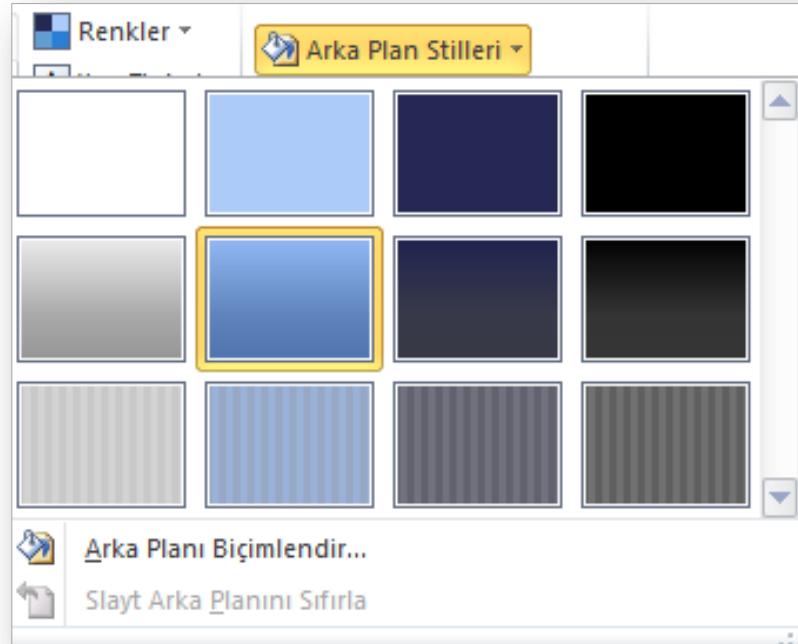 Renkler
Arka Plan Stilleri
Arka Planı Biçimlendir...
Slayt Arka Planını Sıfırla